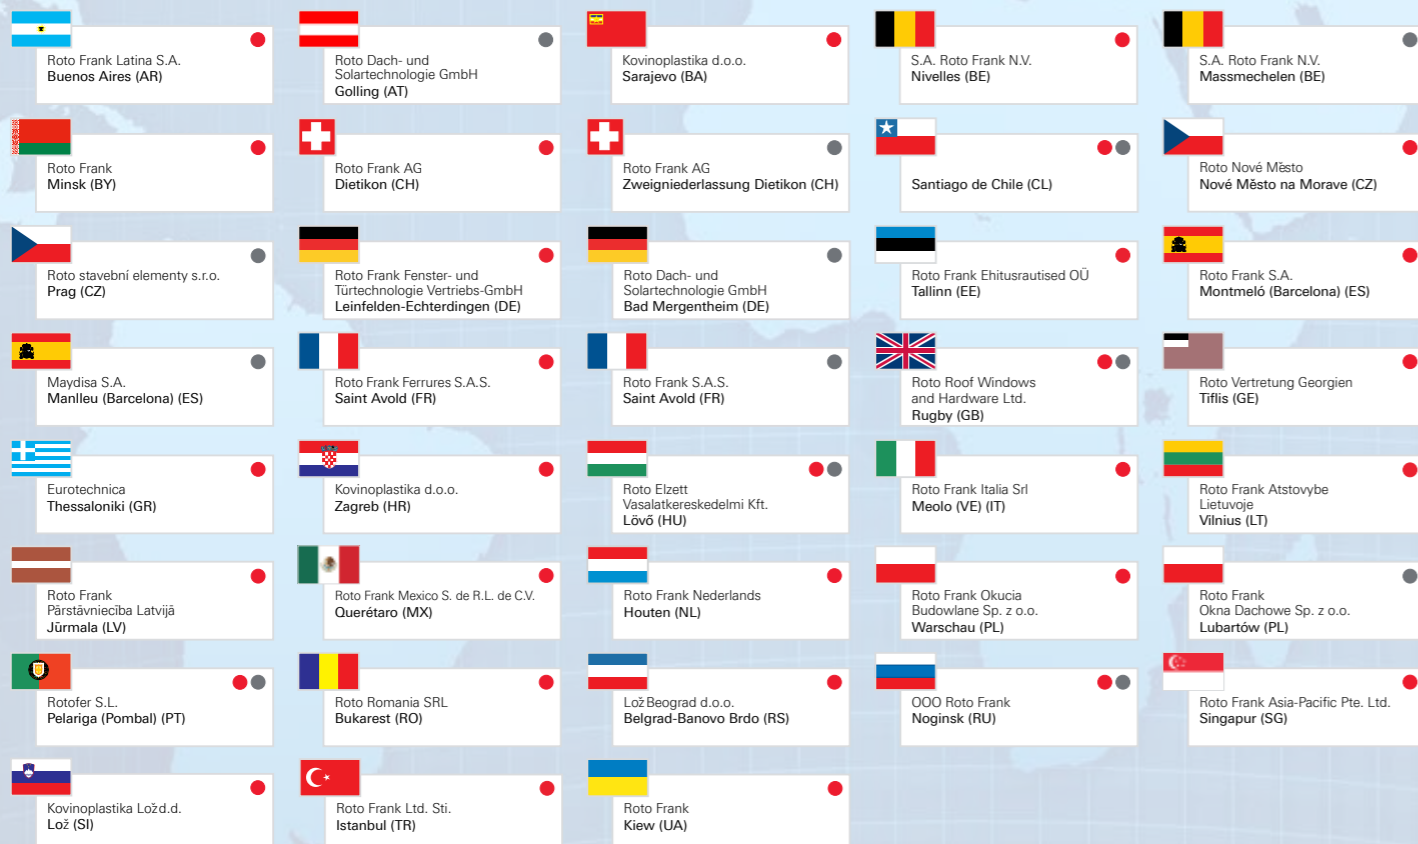 Roto Frank Latina S.A.
Buenos Aires (AR)
Roto Dach- und
Solartechnologie GmbH
Golling (AT)
Kovinoplastika d.o.o.
Sarajevo (BA)
S.A. Roto Frank N.V.
Nivelles (BE)
S.A. Roto Frank N.V.
Massmechelen (BE)
Roto Frank
Minsk (BY)
Roto Frank AG
Dietikon (CH)
Roto Frank AG
Zweigniederlassung Dietikon (CH)
Santiago de Chile (CL)
Roto Nové Město
Nové Město na Morave (CZ)
Roto stavební elementy s.r.o.
Prag (CZ)
Roto Frank Fenster- und
Türtechnologie Vertriebs-GmbH
Leinfelden-Echterdingen (DE)
Roto Dach- und
Solartechnologie GmbH
Bad Mergentheim (DE)
Roto Frank Ehitusrautised OÜ
Tallinn (EE)
Roto Frank S.A.
Montmeló (Barcelona) (ES)
Maydisa S.A.
Manlleu (Barcelona) (ES)
Roto Frank Ferrures S.A.S.
Saint Avold (FR)
Roto Frank S.A.S.
Saint Avold (FR)
Roto Roof Windows
and Hardware Ltd.
Rugby (GB)
Roto Vertretung Georgien
Tiflis (GE)
Eurotechnica
Thessaloniki (GR)
Kovinoplastika d.o.o.
Zagreb (HR)
Roto Elzett
Vasalatkereskedelmi Kft.
Lövő (HU)
Roto Frank Italia Srl
Meolo (VE) (IT)
Roto Frank Atstovybe
Lietuvoje
Vilnius (LT)
Roto Frank
Pārstāvniecība Latvijā
Jūrmala (LV)
Roto Frank Mexico S. de R.L. de C.V.
Querétaro (MX)
Roto Frank Nederlands
Houten (NL)
Roto Frank Okucia
Budowlane Sp. z o.o.
Warschau (PL)
Roto Frank
Okna Dachowe Sp. z o.o.
Lubartów (PL)
Rotofer S.L.
Pelariga (Pombal) (PT)
Roto Romania SRL
Bukarest (RO)
Lož Beograd d.o.o.
Belgrad-Banovo Brdo (RS)
OOO Roto Frank
Noginsk (RU)
Roto Frank Asia-Pacific Pte. Ltd.
Singapur (SG)
Kovinoplastika Lož d.d.
Lož (SI)
Roto Frank Ltd. Sti.
Istanbul (TR)
Roto Frank
Kiew (UA)